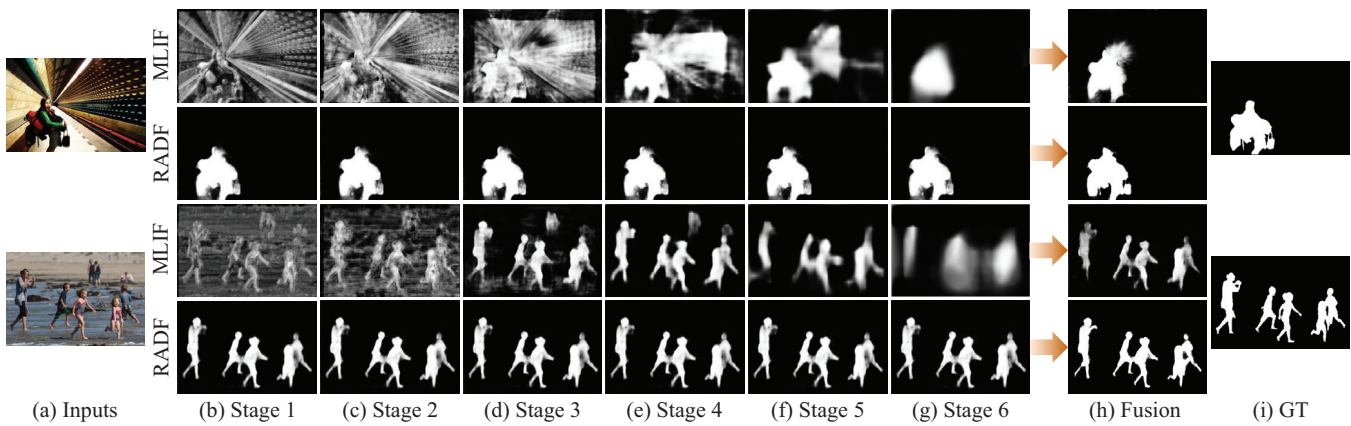 MLIF
RADF
MLIF
RADF
(a) Inputs (b) Stage 1 (c) Stage 2 (d) Stage 3 (e) Stage 4 (f) Stage 5 (g) Stage 6 (h) Fusion (i) GT